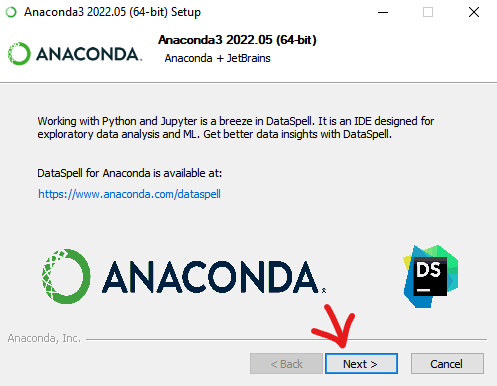 Anaconda3 2022.05 (64-bit) Setup
ANACONDA.
Anaconda3 2022.05 (64-bit)
Anaconda + JetBrains
Working with Python and Jupyter is a breeze in DataSpell. It is an IDE designed for
exploratory data analysis and ML. Get better data insights with DataSpell.
DataSpell for Anaconda is available at:
https://www.anaconda.com/dataspell
ANACONDA.
DS
Anaconda, Inc.
< Back
Next >
Cancel